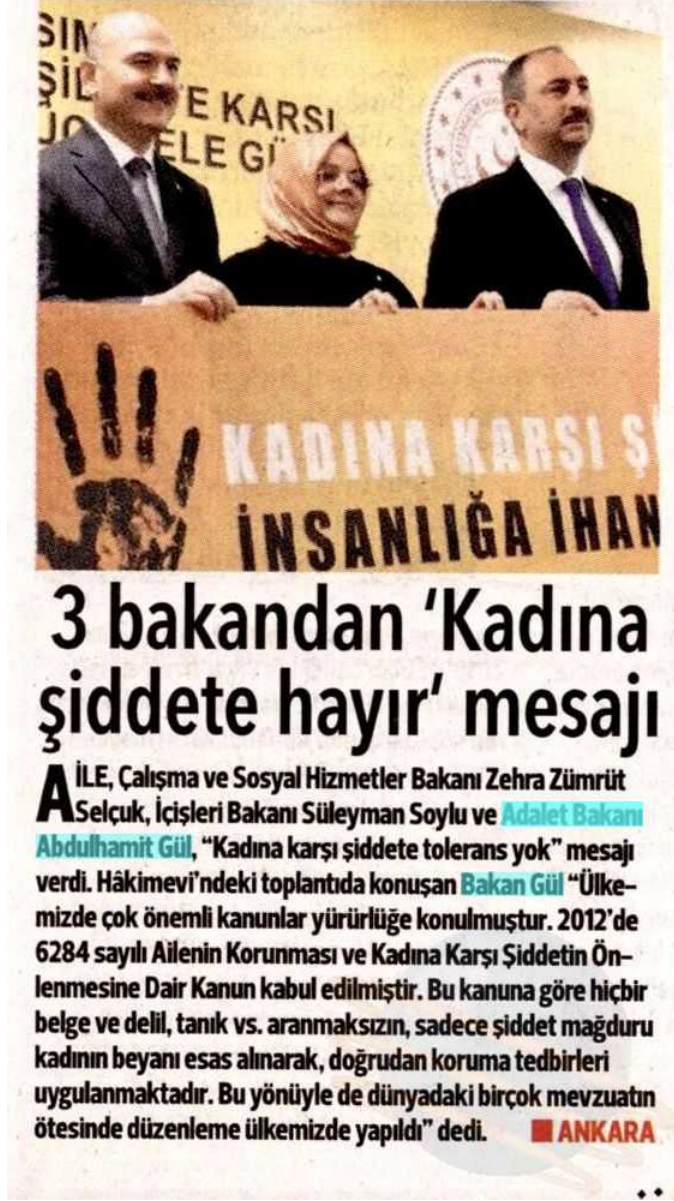 SIN
ŞİD TE KARŞI
ELE GÜ
KADINA KARŞI Şİ
İNSANLIĞA İHAN
3 bakandan ‘Kadına
şiddete hayır’ mesajı
AİLE, Çalışma ve Sosyal Hizmetler Bakanı Zehra Zümrüt
Selçuk, İçişleri Bakanı Süleyman Soylu ve Adalet Bakanı
Abdulhamit Gül, “Kadına karşı şiddete tolerans yok” mesajı
verdi. Hâkimevi’ndeki toplantıda konuşan Bakan Gül “Ülke-
mizde çok önemli kanunlar yürürlüğe konulmuştur. 2012’de
6284 sayılı Ailenin Korunması ve Kadına Karşı Şiddetin Ön-
lenmesine Dair Kanun kabul edilmiştir. Bu kanuna göre hiçbir
belge ve delil, tanık vs. aranmaksızın, sadece şiddet mağduru
kadının beyanı esas alınarak, doğrudan koruma tedbirleri
uygulanmaktadır. Bu yönüyle de dünyadaki birçok mevzuatın
ötesinde düzenleme ülkemizde yapıldı” dedi. ANKARA